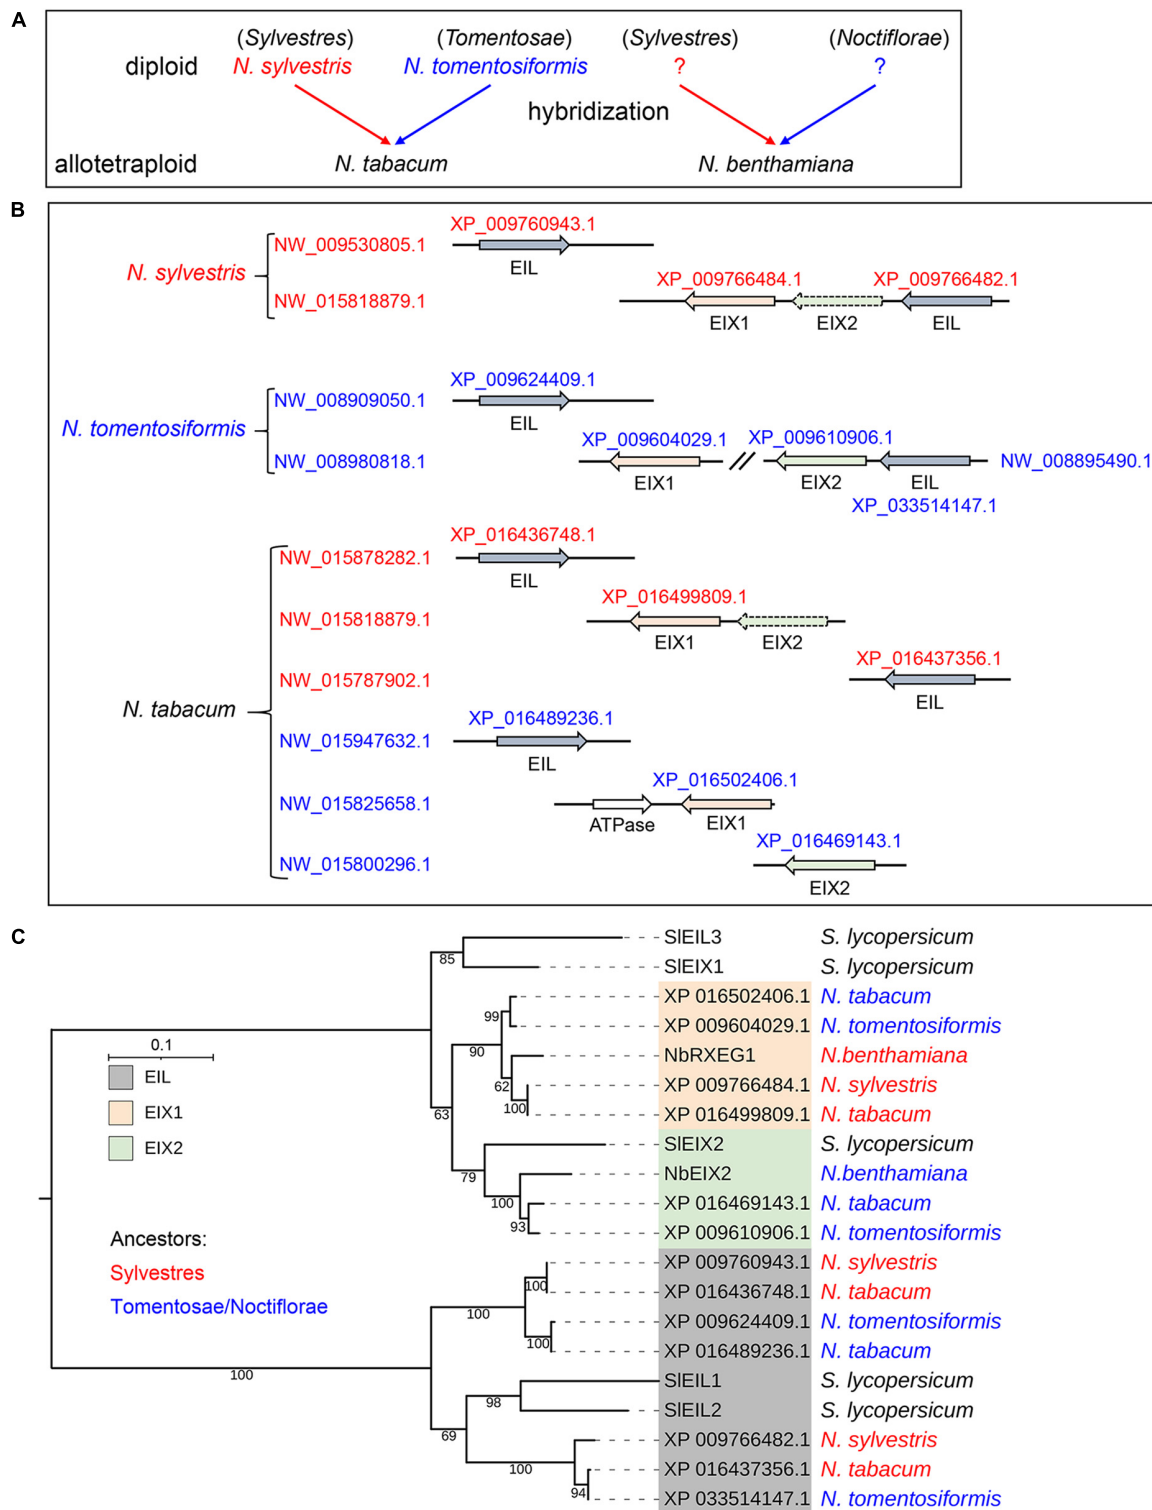 A
(Sylvestres) (Tomentosae) (Sylvestres) (Noctiflorae)
diploid N. sylvestris N. tomentosiformis ? ?
hybridization
allotetraploid N. tabacum N. benthamiana
B
XP_009760943.1
NW_009530805.1
EIL
N. sylvestris
XP_009766484.1 XP_009766482.1
NW_015818879.1
EIX1 EIX2 EIL
XP_009624409.1
NW_008909050.1
EIL
N. tomentosiformis
XP_009604029.1 XP_009610906.1
NW_008980818.1 NW_008895490.1
EIX1 EIX2 EIL
XP_033514147.1
XP_016436748.1
NW_015878282.1
EIL
XP_016499809.1
NW_015818879.1
EIX1 EIX2
XP_016437356.1
NW_015787902.1
EIL
N. tabacum
XP_016489236.1
NW_015947632.1
EIL
XP_016502406.1
NW_015825658.1
ATPase EIX1
XP_016469143.1
NW_015800296.1
EIX2
C
SlEIL3 S. lycopersicum
85
SlEIX1 S. lycopersicum
XP 016502406.1 N. tabacum
99
XP 009604029.1 N. tomentosiformis
0.1
90
NbRXEG1 N.benthamiana
EIL
62
XP 009766484.1 N. sylvestris
100
EIX1
63
XP 016499809.1 N. tabacum
EIX2
SlEIX2 S. lycopersicum
79
NbEIX2 N.benthamiana
100
XP 016469143.1 N. tabacum
93
XP 009610906.1 N. tomentosiformis
Ancestors:
Sylvestres
Tomentosae/Noctiflorae
XP 009760943.1 N. sylvestris
100
XP 016436748.1 N. tabacum
100
XP 009624409.1 N. tomentosiformis
100
XP 016489236.1 N. tabacum
100
SlEIL1 S. lycopersicum
98
SlEIL2 S. lycopersicum
69
XP 009766482.1 N. sylvestris
100
XP 016437356.1 N. tabacum
94
XP 033514147.1 N. tomentosiformis